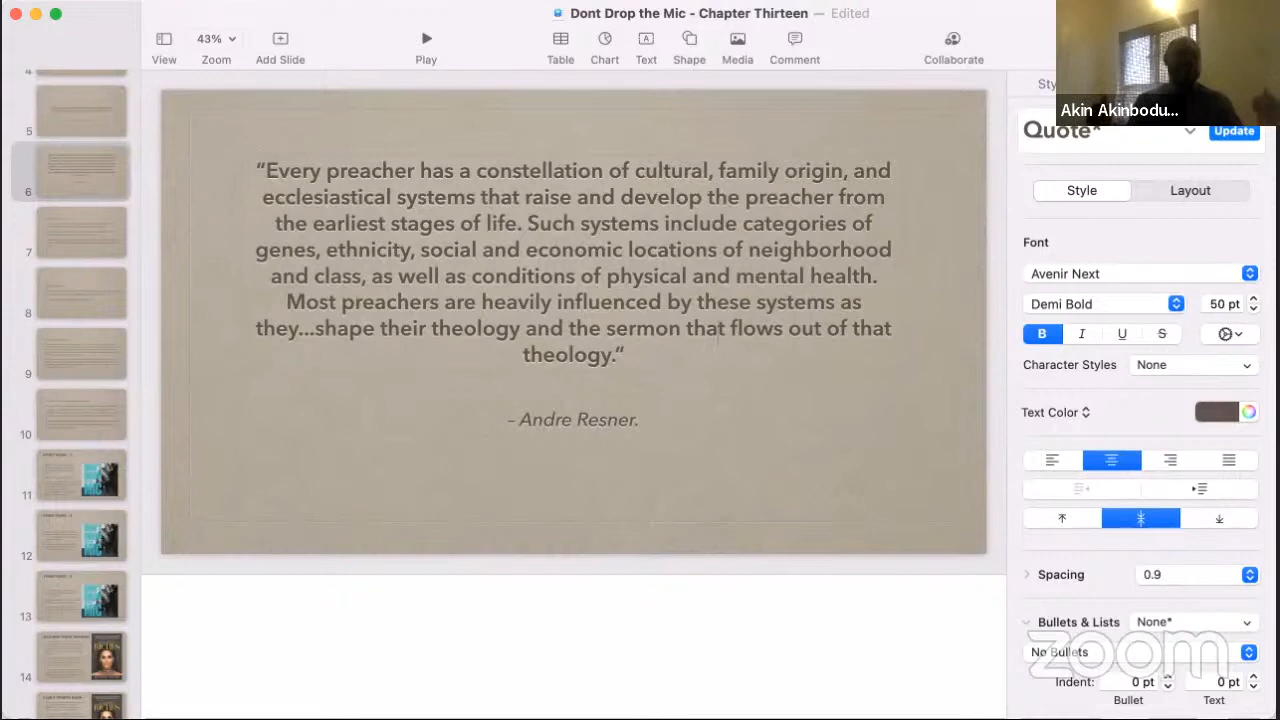 Dont Drop the Mic - Chapter Thirteen — Edited
43%
View
Zoom
Add Slide
Play
Table
Chart
Text
Shape
Media
Comment
Collaborate
Akin Akinbodu...
4
5
6
7
8
9
10
11
12
13
14
“Every preacher has a constellation of cultural, family origin, and
ecclesiastical systems that raise and develop the preacher from
the earliest stages of life. Such systems include categories of
genes, ethnicity, social and economic locations of neighborhood
and class, as well as conditions of physical and mental health.
Most preachers are heavily influenced by these systems as
they...shape their theology and the sermon that flows out of that
theology.”
– Andre Resner.
Quote*
Update
Style
Layout
Font
Avenir Next
Demi Bold
50 pt
B I U S
Character Styles
None
Text Color
Spacing
0.9
Bullets & Lists
None*
No Bullets
Indent:
0 pt
0 pt
Bullet
Text
zoom